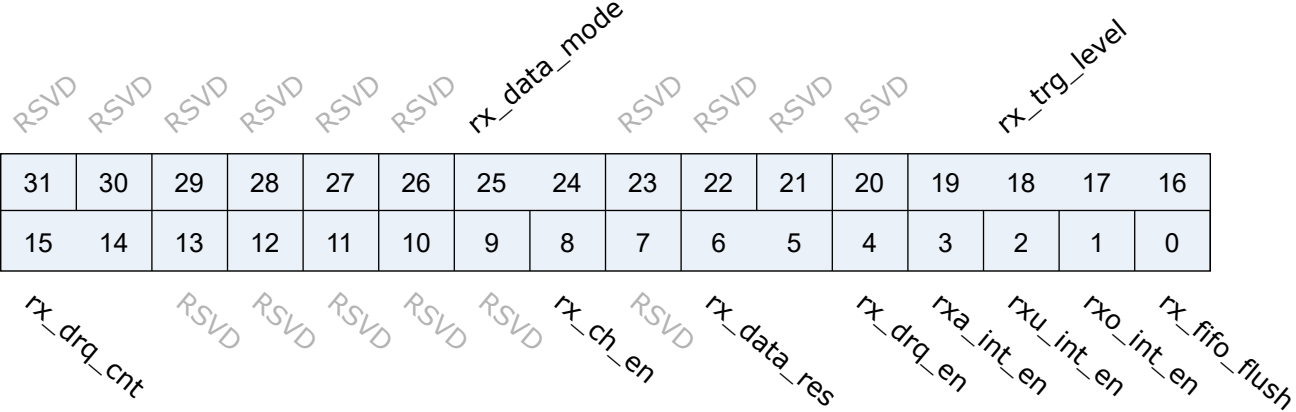 RSVD RSVD RSVD RSVD RSVD RSVD rx_data_mode RSVD RSVD RSVD RSVD rx_trg_level
31 30 29 28 27 26 25 24 23 22 21 20 19 18 17 16
15 14 13 12 11 10 9 8 7 6 5 4 3 2 1 0
rx_drq_cnt RSVD RSVD RSVD RSVD RSVD rx_ch_en RSVD rx_data_res rx_drq_en rxa_int_en rxu_int_en rxo_int_en rx_fifo_flush